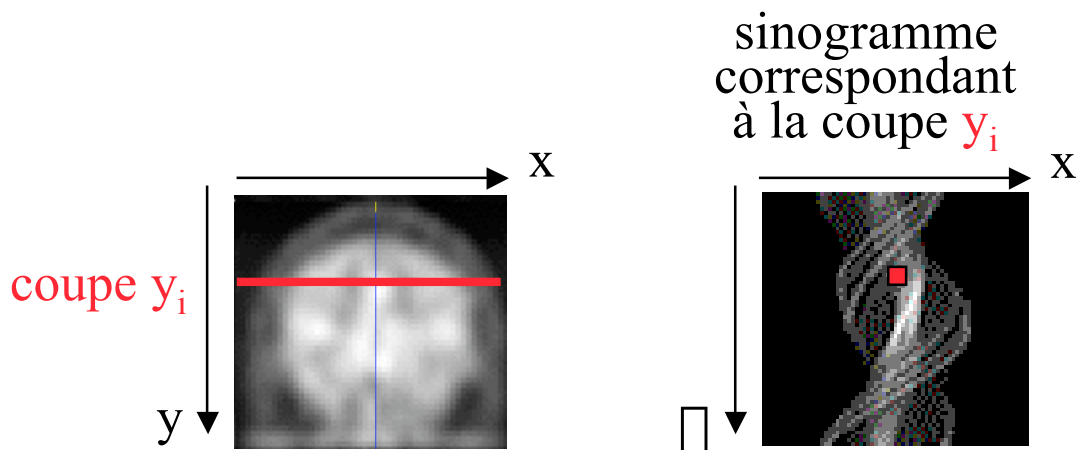 sinogramme
correspondant
à la coupe yi
x
x
coupe yi
y